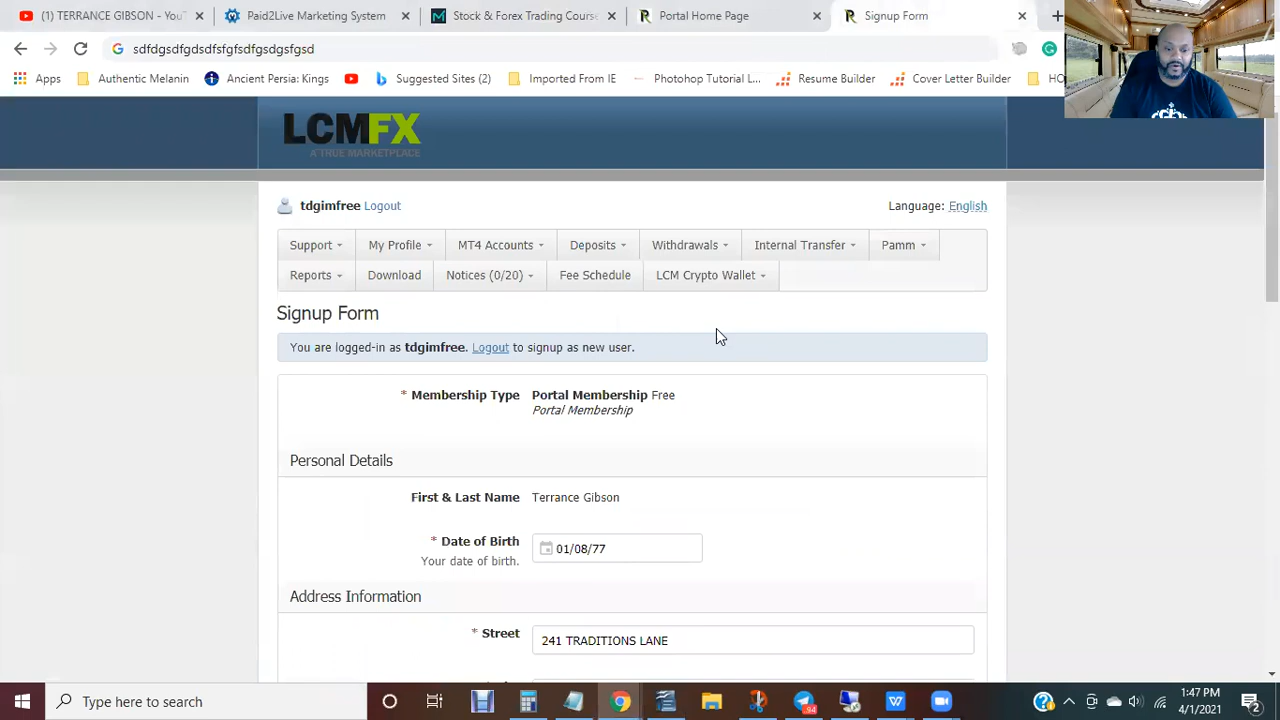 (1) TERRANCE GIBSON - You
Paid2Live Marketing System
Stock & Forex Trading Course
Portal Home Page
Signup Form
sdfdgsdfgdsdfsfgfsdfgsdgsfgsd
Apps
Authentic Melanin
Ancient Persia: Kings
Suggested Sites (2)
Imported From IE
Photohop Tutorial L...
Resume Builder
Cover Letter Builder
HO
LCMFX
A TRUE MARKETPLACE
tdgimfree Logout
Language: English
Support
My Profile
MT4 Accounts
Deposits
Withdrawals
Internal Transfer
Pamm
Reports
Download
Notices (0/20)
Fee Schedule
LCM Crypto Wallet
Signup Form
You are logged-in as tdgimfree. Logout to signup as new user.
* Membership Type
Portal Membership Free
Portal Membership
Personal Details
First & Last Name
Terrance Gibson
* Date of Birth
Your date of birth.
01/08/77
Address Information
* Street
241 TRADITIONS LANE
Type here to search
94
1:47 PM
4/1/2021
2